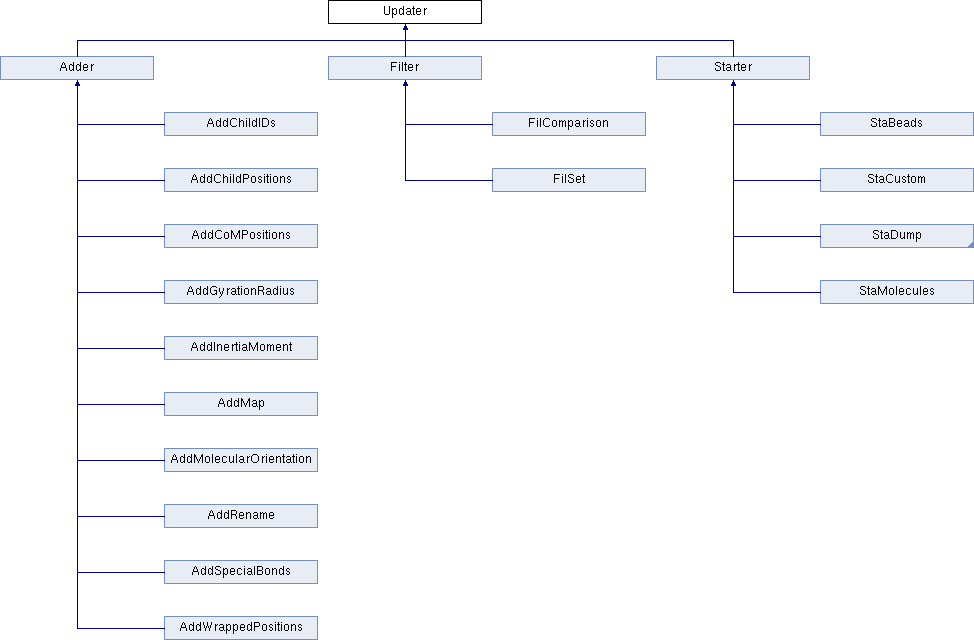 Updater
Adder
Filter
Starter
AddChildIDs
FilComparison
StaBeads
AddChildPositions
FilSet
StaCustom
AddCoMPositions
StaDump
AddGyrationRadius
StaMolecules
AddInertiaMoment
AddMap
AddMolecularOrientation
AddRename
AddSpecialBonds
AddWrappedPositions